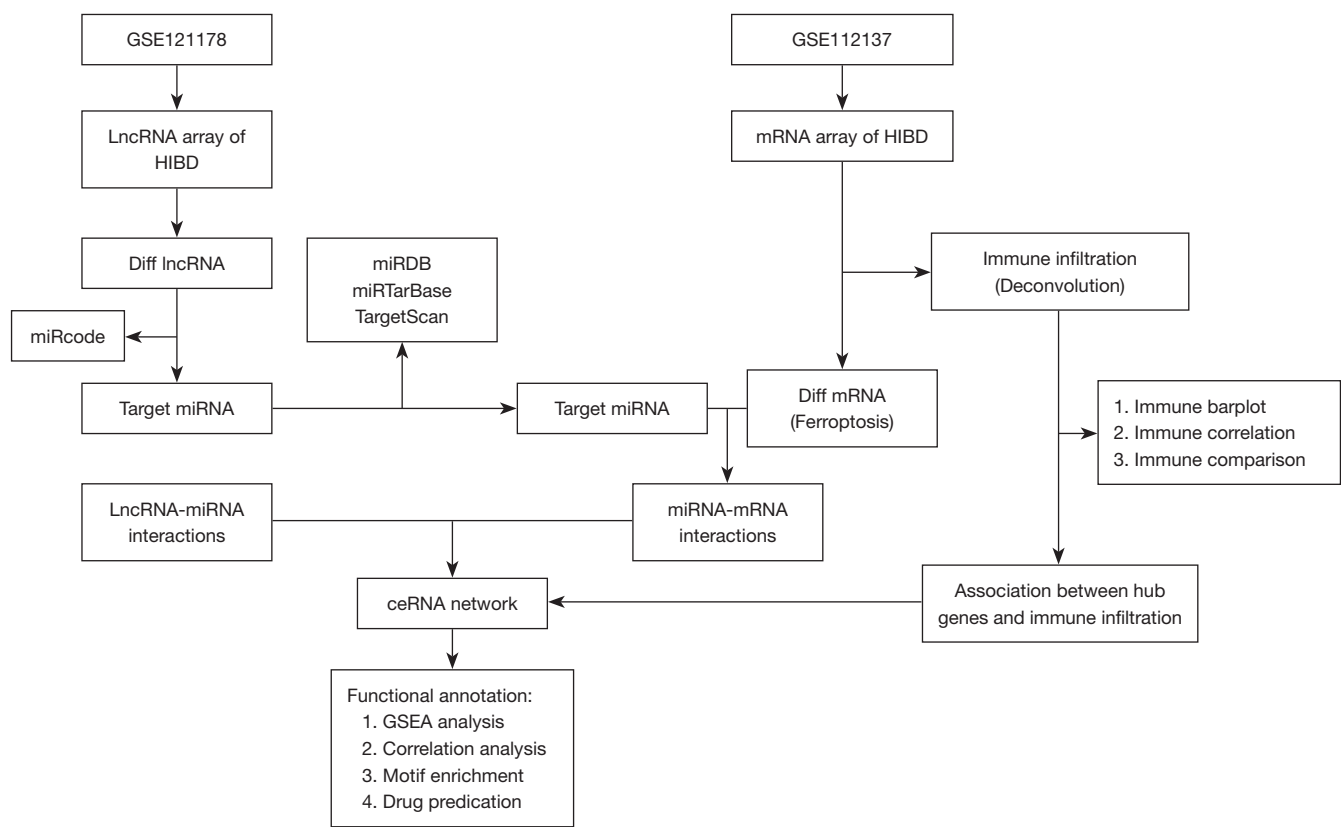 GSE121178
GSE112137
LncRNA array of
HIBD
mRNA array of HIBD
Diff lncRNA
miRDB
miRTarBase
TargetScan
Immune infiltration
(Deconvolution)
miRcode
Target miRNA
Target miRNA
Diff mRNA
(Ferroptosis)
1. Immune barplot
2. Immune correlation
3. Immune comparison
LncRNA-miRNA
interactions
miRNA-mRNA
interactions
ceRNA network
Association between hub
genes and immune infiltration
Functional annotation:
1. GSEA analysis
2. Correlation analysis
3. Motif enrichment
4. Drug predication